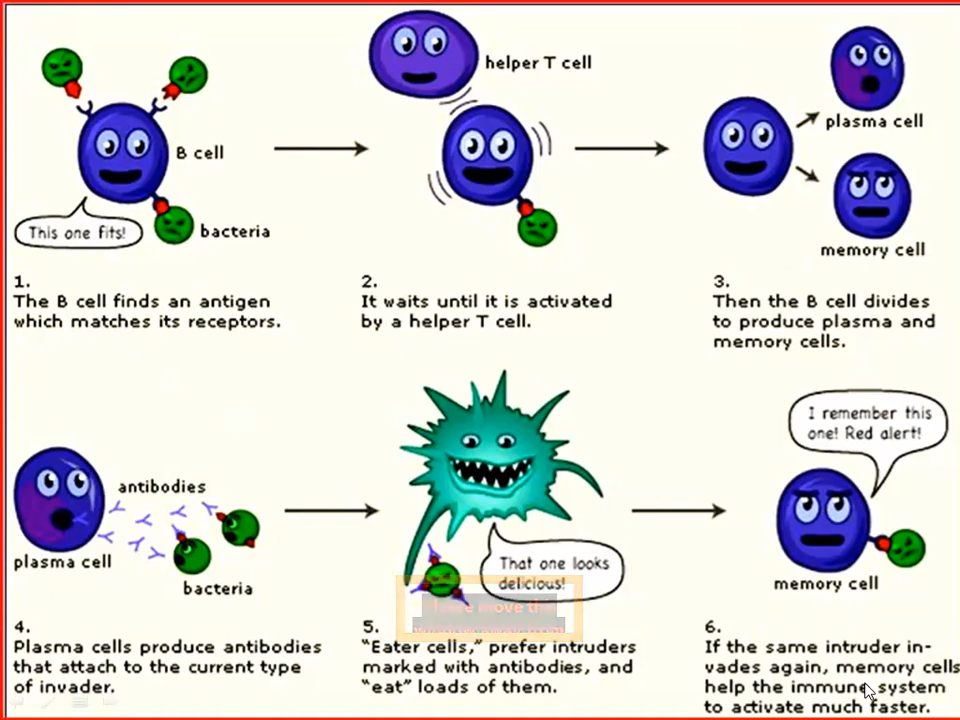 helper T cell
B cell
plasma cell
This one fits!
bacteria
memory cell
1.
The B cell finds an antigen
which matches its receptors.
2.
It waits until it is activated
by a helper T cell.
3.
Then the B cell divides
to produce plasma and
memory cells.
I remember this
one! Red alert!
antibodies
plasma cell
bacteria
That one looks
delicious!
memory cell
4.
Plasma cells produce antibodies
that attach to the current type
of invader.
5.
“Eater cells,” prefer intruders
marked with antibodies, and
“eat” loads of them.
6.
If the same intruder in-
vades again, memory cells
help the immune system
to activate much faster.
move this